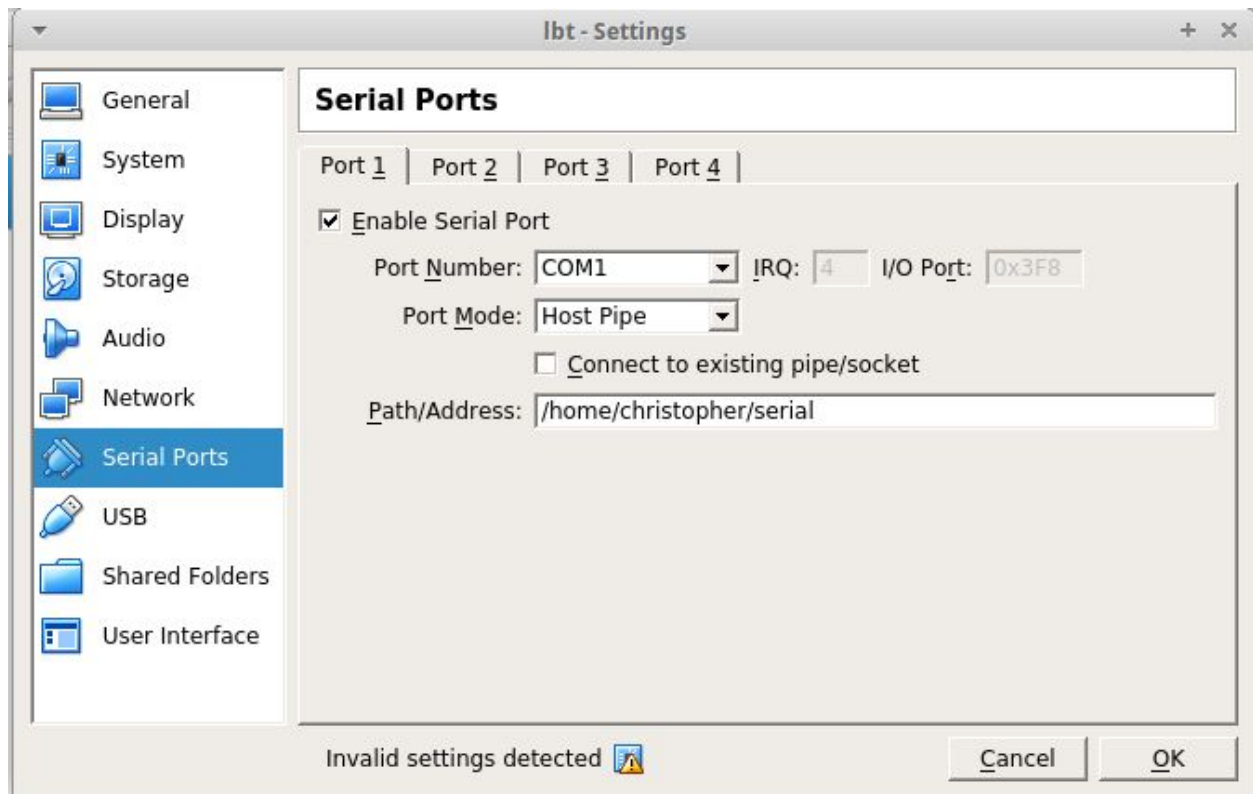 lbt - Settings
General
System
Display
Storage
Audio
Network
Serial Ports
USB
Shared Folders
User Interface
Serial Ports
Port 1
Port 2
Port 3
Port 4
Enable Serial Port
Port Number: COM1 IRQ: 4 I/O Port: 0x3F8
Port Mode: Host Pipe
Connect to existing pipe/socket
Path/Address: /home/christopher/serial
Invalid settings detected
Cancel
OK